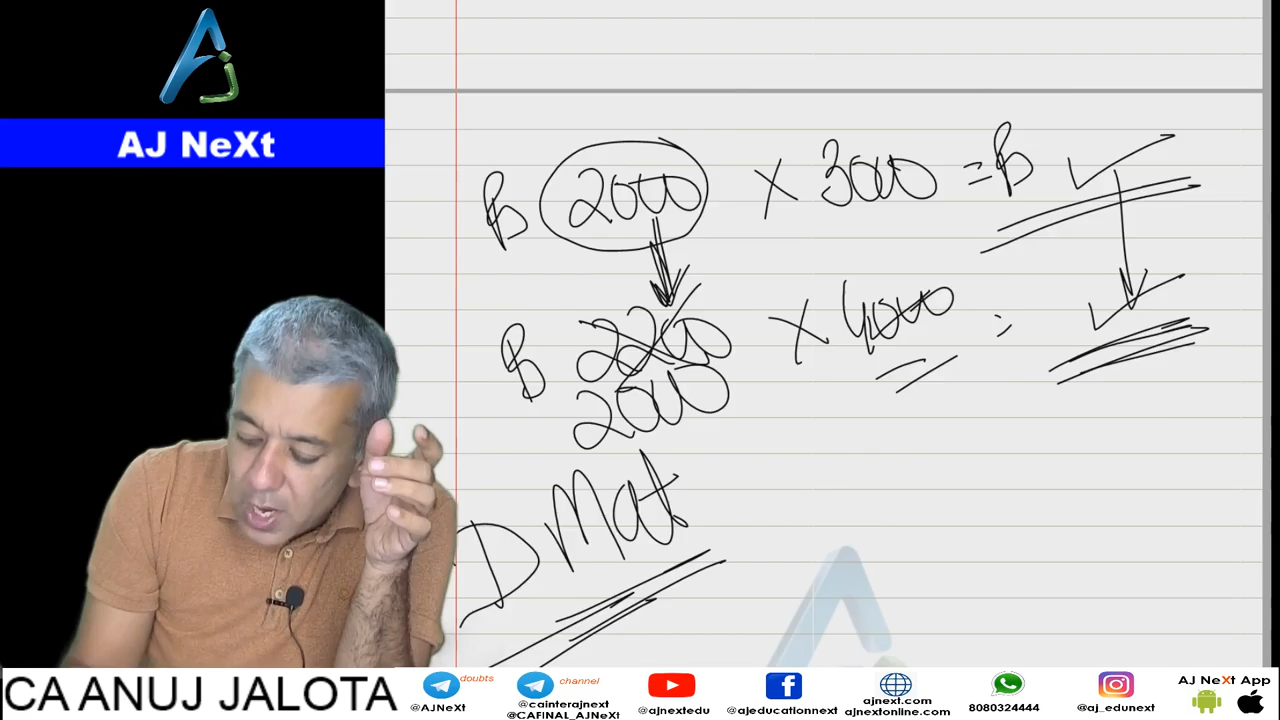 AJ NeXt
B 2000 × 3000 = B ✓
B 2200 × 4000 = ✓
2000
D Mat
CA ANUJ JALOTA
doubts
@AJNeXt
channel
@cainterajnext
@CAFINAL_AJNeXt
@ajnextedu
@ajeducationnext
ajnext.com
ajnextonline.com
8080324444
@aj_edunext
AJ NeXt App